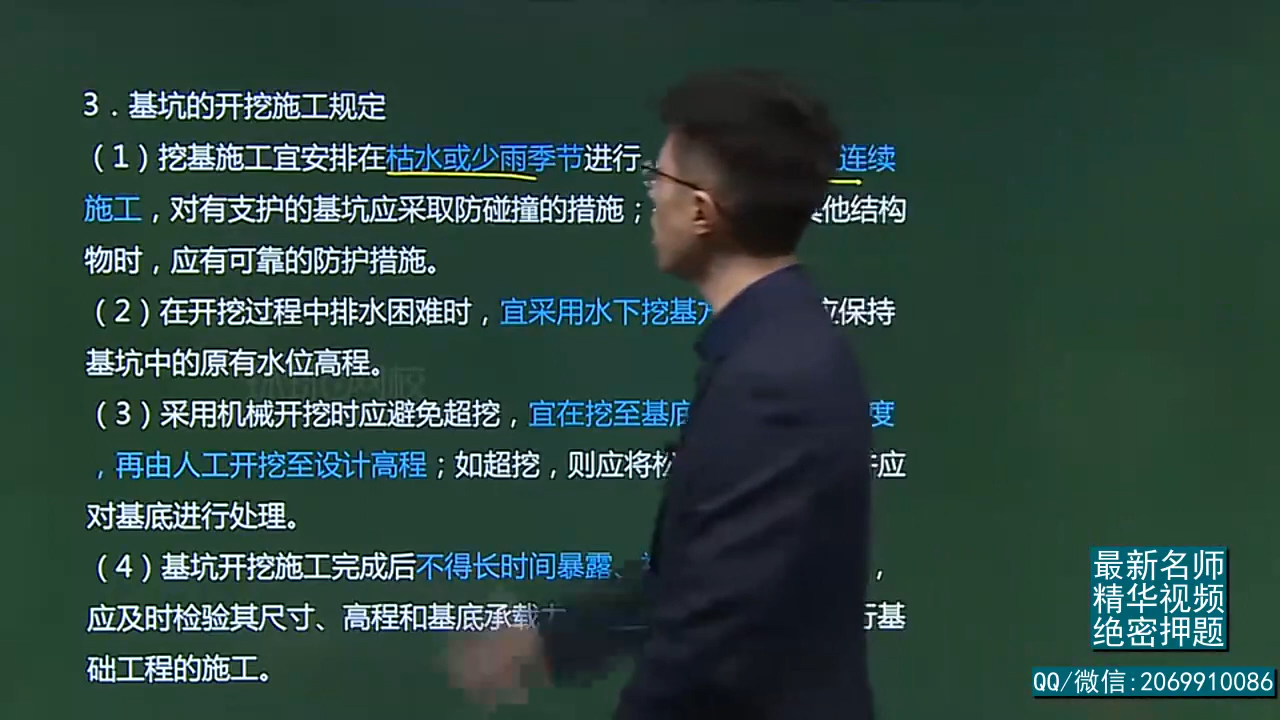 3．基坑的开挖施工规定
（1）挖基施工宜安排在枯水或少雨季节进行 连续
施工，对有支护的基坑应采取防碰撞的措施； 其他结构
物时，应有可靠的防护措施。
（2）在开挖过程中排水困难时，宜采用水下挖基方 应保持
基坑中的原有水位高程。
（3）采用机械开挖时应避免超挖，宜在挖至基底 度
，再由人工开挖至设计高程；如超挖，则应将松 并应
对基底进行处理。
（4）基坑开挖施工完成后不得长时间暴露、 ，
应及时检验其尺寸、高程和基底承载 行基
础工程的施工。
最新名师
精华视频
绝密押题
QQ/微信:2069910086